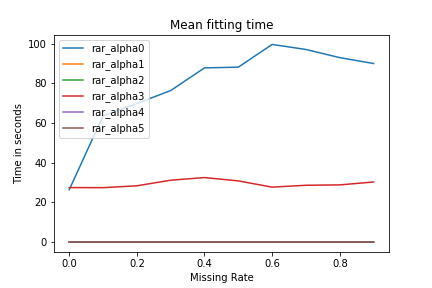 Mean fitting time
100
80
60
40
20
0
Time in seconds
rar_alpha0
rar_alpha1
rar_alpha2
rar_alpha3
rar_alpha4
rar_alpha5
0.0 0.2 0.4 0.6 0.8
Missing Rate